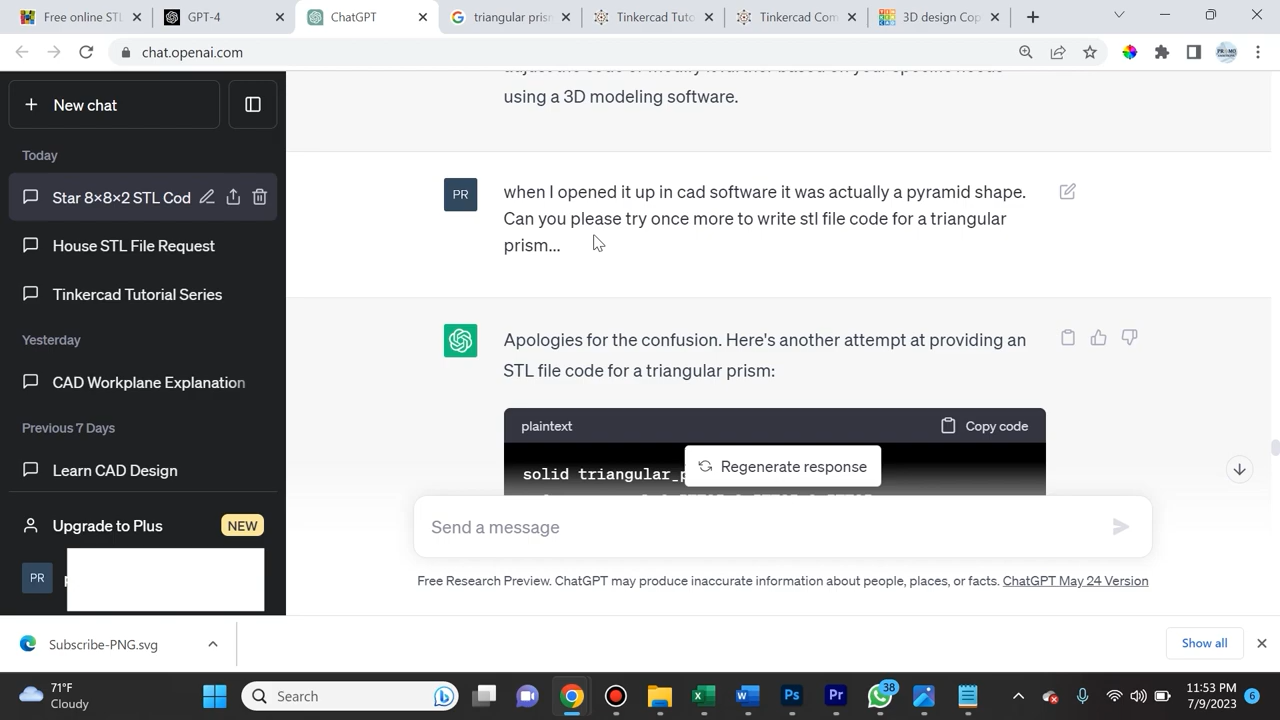 Free online STL
GPT-4
ChatGPT
triangular prism
Tinkercad Tuto
Tinkercad Com
3D design Cop
chat.openai.com
New chat
Today
Star 8×8×2 STL Cod
House STL File Request
Tinkercad Tutorial Series
Yesterday
CAD Workplane Explanation
Previous 7 Days
Learn CAD Design
Upgrade to Plus
NEW
PR
using a 3D modeling software.
PR
when I opened it up in cad software it was actually a pyramid shape.
Can you please try once more to write stl file code for a triangular
prism...
Apologies for the confusion. Here's another attempt at providing an
STL file code for a triangular prism:
plaintext
Copy code
solid triangular_p
Regenerate response
Send a message
Free Research Preview. ChatGPT may produce inaccurate information about people, places, or facts. ChatGPT May 24 Version
Subscribe-PNG.svg
Show all
71°F
Cloudy
Search
38
11:53 PM
7/9/2023
6